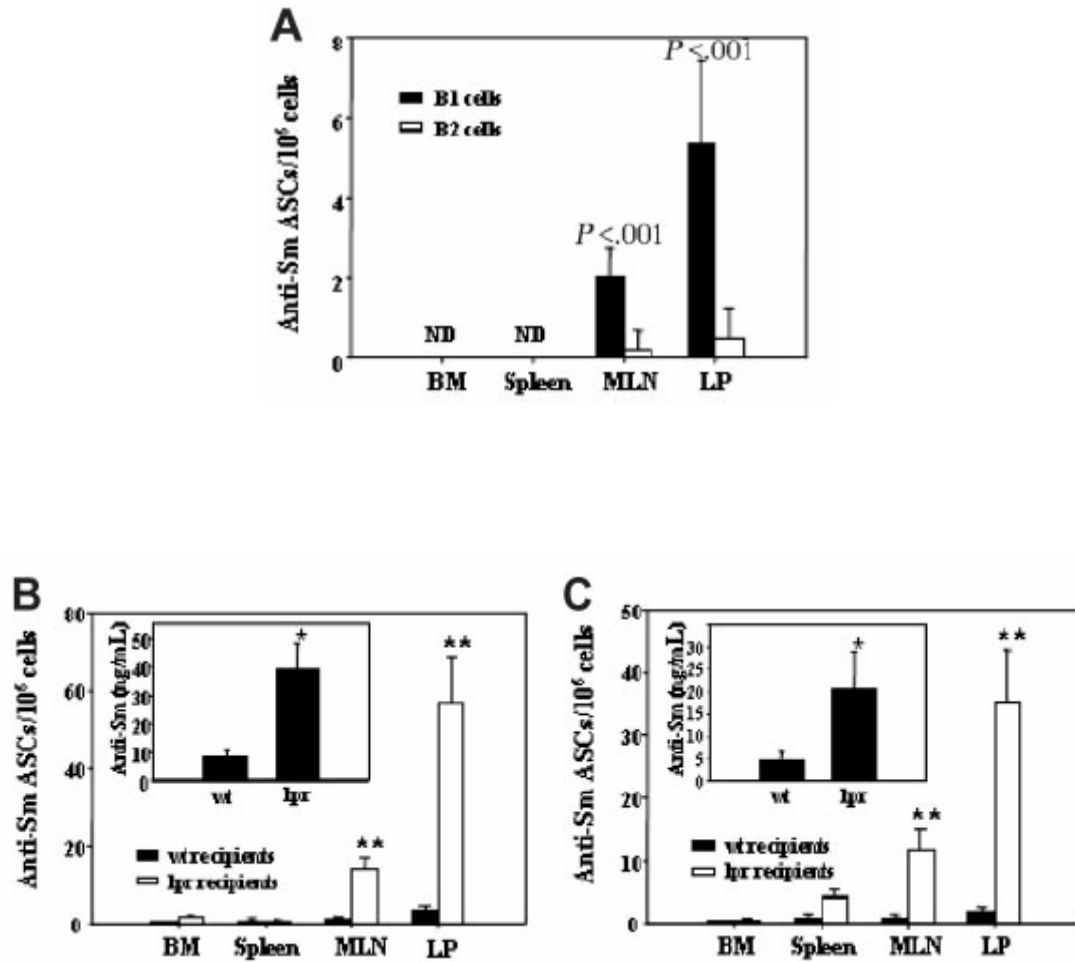 A
Anti-Sm ASCs/10⁶ cells
8
6
4
2
0
B1 cells
B2 cells
P<.001
P<.001
ND
ND
BM
Spleen
MLN
LP
B
Anti-Sm ASCs/10⁶ cells
80
60
40
20
0
Anti-Sm (ng/mL)
50
40
30
20
10
0
*
wt
lpr
wt recipients
lpr recipients
**
**
BM
Spleen
MLN
LP
C
Anti-Sm ASCs/10⁶ cells
50
40
30
20
10
0
Anti-Sm (ng/mL)
30
25
20
15
10
5
0
*
wt
lpr
wt recipients
lpr recipients
**
**
BM
Spleen
MLN
LP